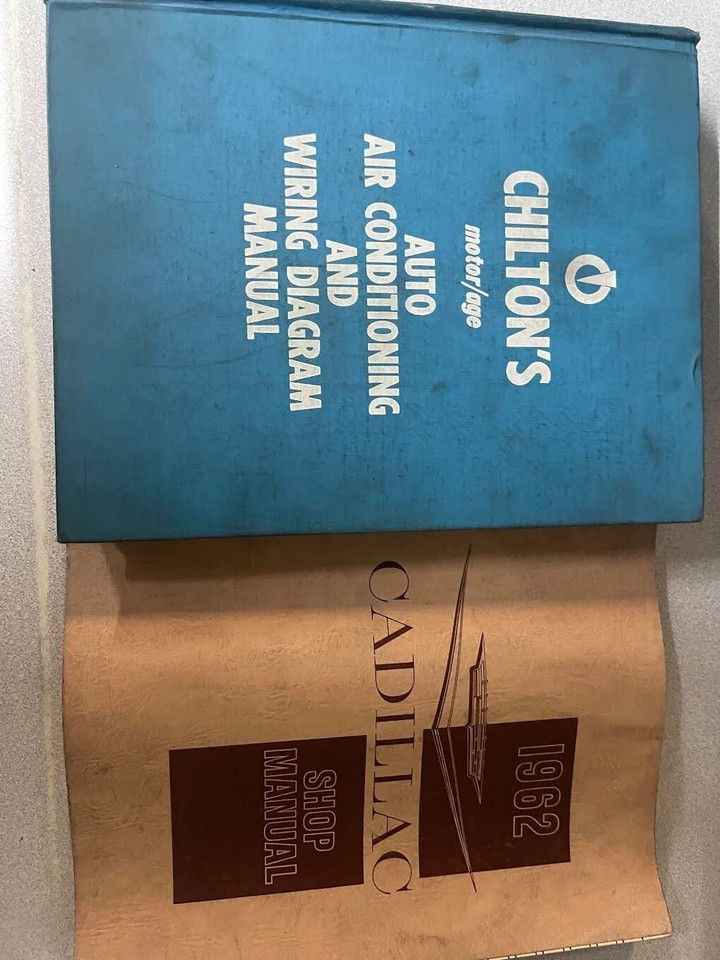 CHILTON'S
motor/age
AUTO
AIR CONDITIONING
AND
WIRING DIAGRAM
MANUAL
1962
CADILLAC
SHOP
MANUAL